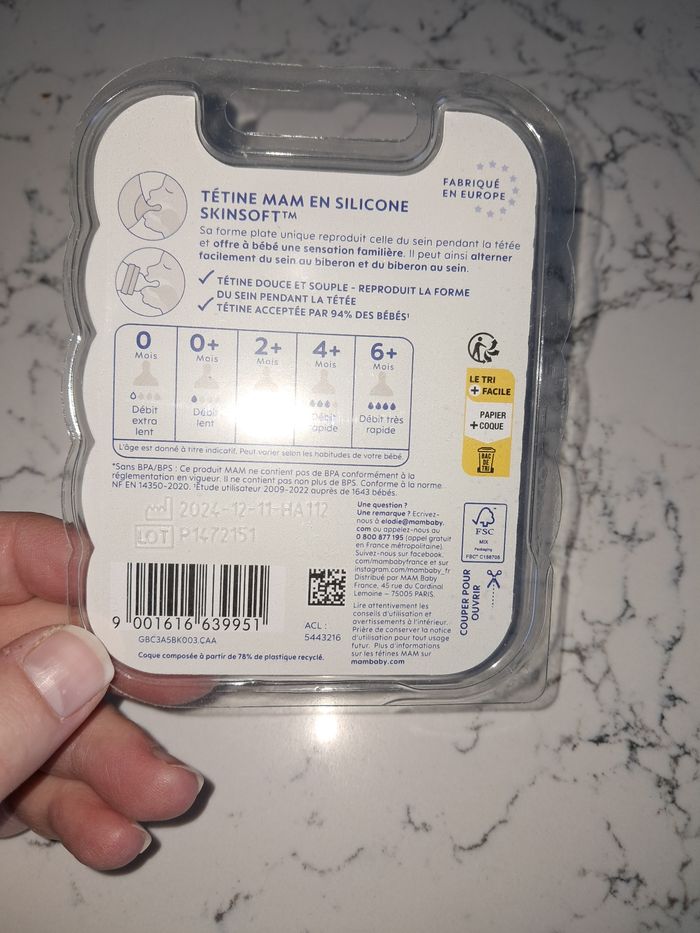 FABRIQUÉ
EN EUROPE
TÉTINE MAM EN SILICONE
SKINSOFT™
Sa forme plate unique reproduit celle du sein pendant la tétée
et offre à bébé une sensation familière. Il peut ainsi alterner
facilement du sein au biberon et du biberon au sein.
✓ TÉTINE DOUCE ET SOUPLE - REPRODUIT LA FORME
DU SEIN PENDANT LA TÉTÉE
✓ TÉTINE ACCEPTÉE PAR 94% DES BÉBÉS¹
0 0+ 2+ 4+ 6+
Mois Mois Mois Mois Mois
Débit extra lent
Débit lent
Débit rapide
Débit très rapide
L'âge est donné à titre indicatif. Peut varier selon les habitudes de votre bébé.
*Sans BPA/BPS : Ce produit MAM ne contient pas de BPA conformément à la
réglementation en vigueur. Il ne contient pas non plus de BPS. Conforme à la norme
NF EN 14350-2020. ¹Étude utilisateur 2009-2022 auprès de 1643 bébés.
2024-12-11-HA112
LOT P1472151
9 001616 639951
GBC3A5BK003.CAA
ACL :
5443216
Coque composée à partir de 78% de plastique recyclé.
Une question ?
Une remarque ? Ecrivez-
nous à elodie@mambaby.
com ou appelez-nous au
0 800 877 195 (appel gratuit
en France métropolitaine).
Suivez-nous sur facebook.
com/mambabyfrance et sur
instagram.com/mambaby_fr
Distribué par MAM Baby
France, 45 rue du Cardinal
Lemoine – 75005 PARIS.
Lire attentivement les
conseils d'utilisation et
avertissements à l'intérieur.
Prière de conserver la notice
d'utilisation pour tout usage
futur. Plus d'informations
sur les tétines MAM sur
mambaby.com
LE TRI
+ FACILE
PAPIER
+ COQUE
BAC
DE
TRI
FSC
MIX
Packaging
FSC® C188705
COUPER POUR
OUVRIR